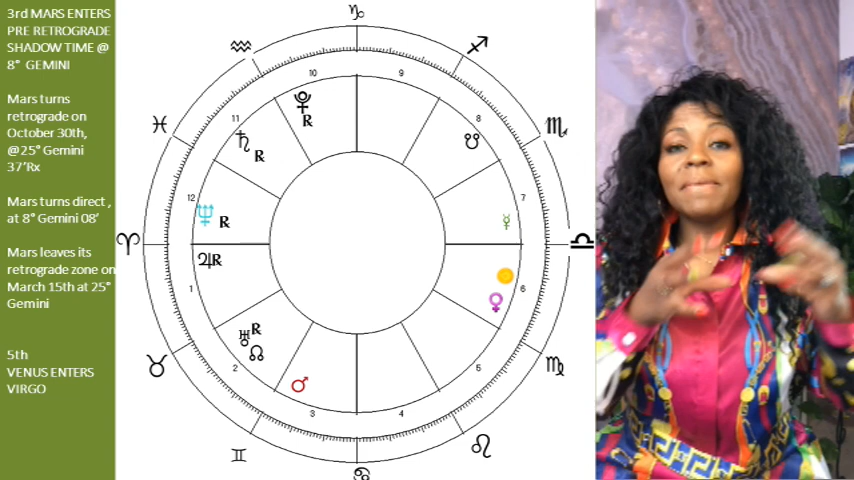 3rd MARS ENTERS
PRE RETROGRADE
SHADOW TIME @
8° GEMINI
Mars turns
retrograde on
October 30th,
@25° Gemini
37'Rx
Mars turns direct ,
at 8° Gemini 08'
Mars leaves its
retrograde zone on
March 15th at 25°
Gemini
5th
VENUS ENTERS
VIRGO
♑
♒ ♐
10 9
♇ R
♓ 11 ♄ R ☋ 8 ♏
12 ♆ R ☿ 7
♈ ♎
♃R
1 6
♀
R
♅ ☊
♉ 2 5 ♍
♂
3 4
♊ ♌
♋